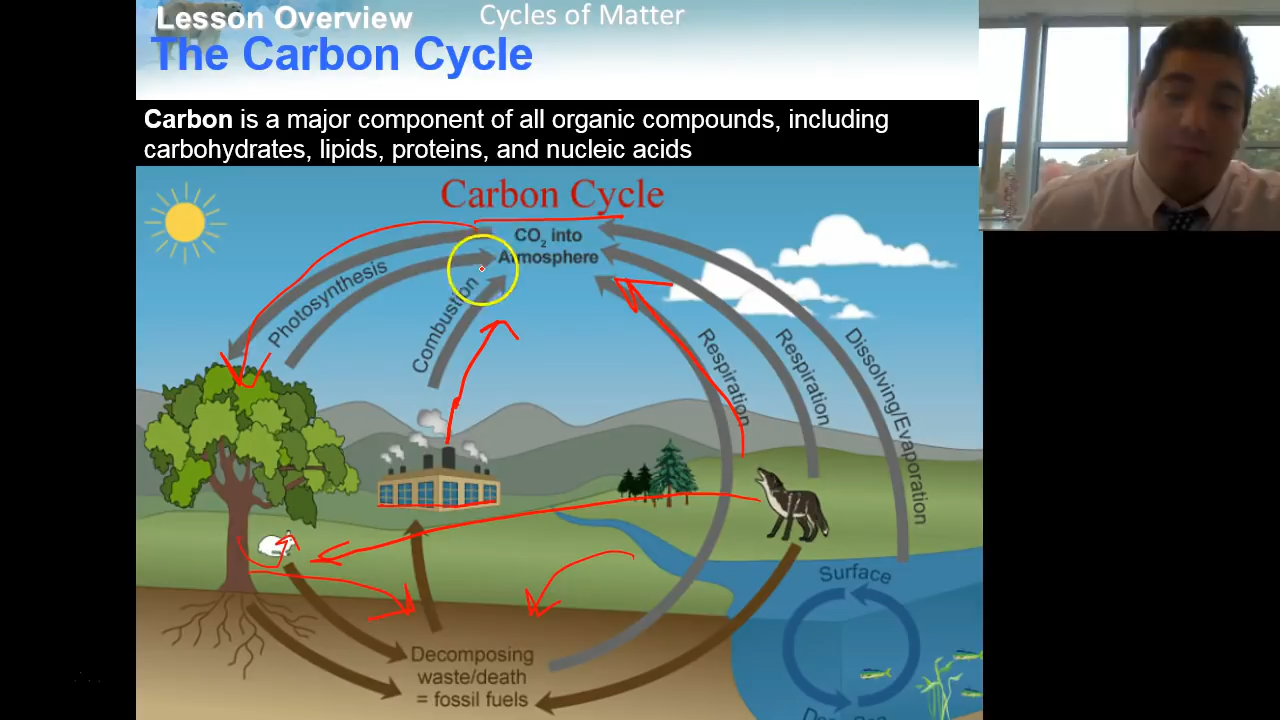 Lesson Overview
Cycles of Matter
The Carbon Cycle
Carbon is a major component of all organic compounds, including
carbohydrates, lipids, proteins, and nucleic acids
Carbon Cycle
CO₂ into
Atmosphere
Photosynthesis
Combustion
Respiration
Respiration
Dissolving/Evaporation
Surface
Decomposing
waste/death
= fossil fuels